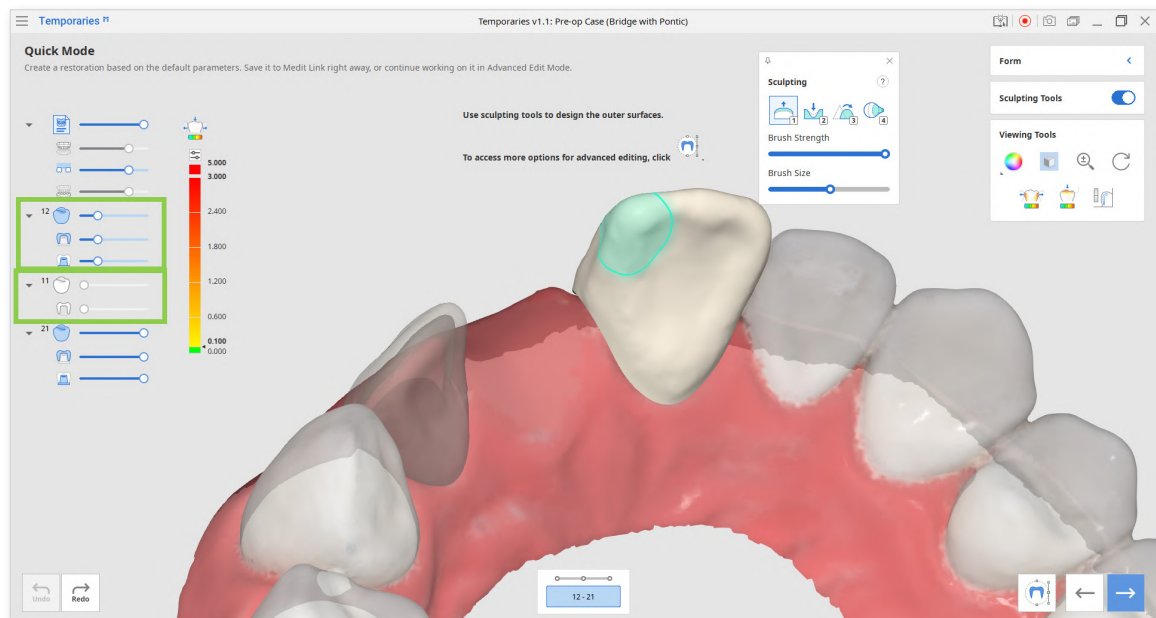 Temporaries
Temporaries v1.1: Pre-op Case (Bridge with Pontic)
Quick Mode
Create a restoration based on the default parameters. Save it to Medit Link right away, or continue working on it in Advanced Edit Mode.
Use sculpting tools to design the outer surfaces.
To access more options for advanced editing, click .
Sculpting
?
1
2
3
4
Brush Strength
Brush Size
Form
Sculpting Tools
Viewing Tools
12
11
21
5.000
3.000
2.400
1.800
1.200
0.600
0.100
0.000
Undo
Redo
12 - 21